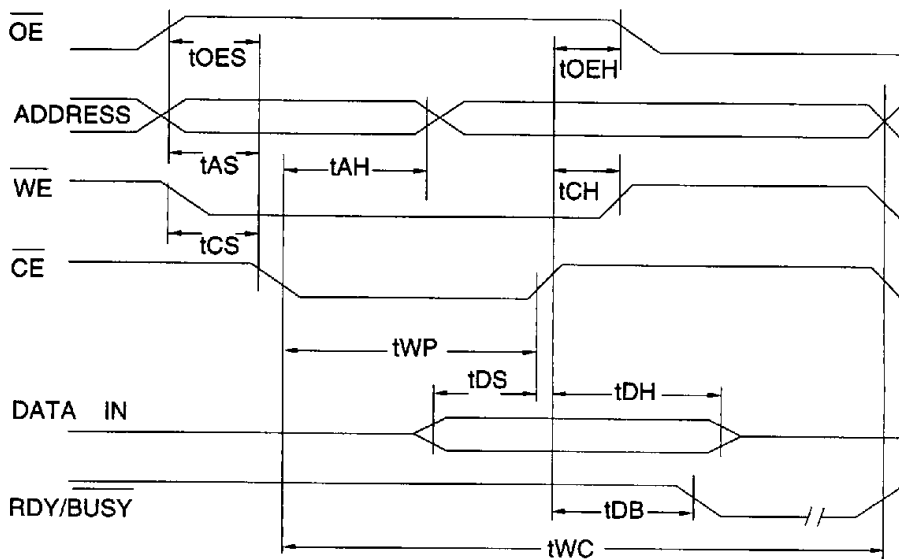 OE
tOES
tOEH
ADDRESS
tAS
tAH
tCH
WE
tCS
CE
tWP
tDS
tDH
DATA IN
RDY/BUSY
tDB
tWC